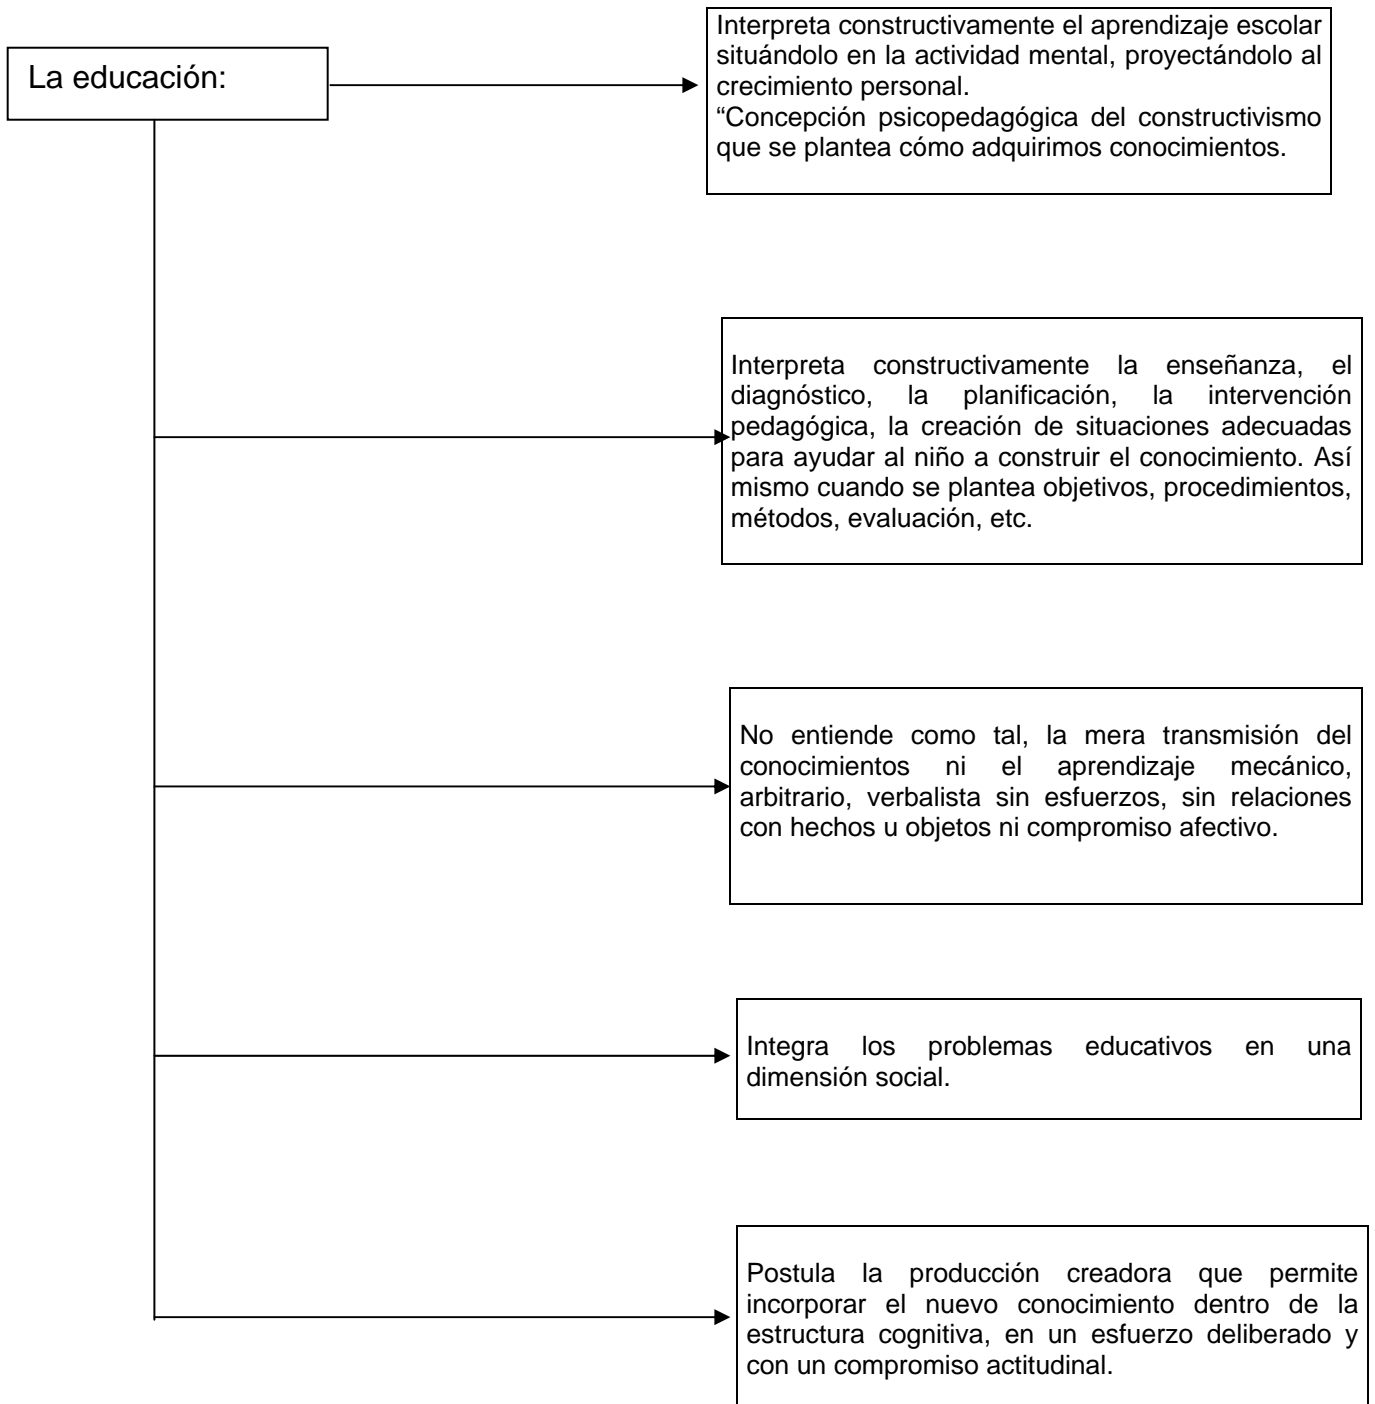 La educación:
Interpreta constructivamente el aprendizaje escolar
situándolo en la actividad mental, proyectándolo al
crecimiento personal.
“Concepción psicopedagógica del constructivismo
que se plantea cómo adquirimos conocimientos.
Interpreta constructivamente la enseñanza, el
diagnóstico, la planificación, la intervención
pedagógica, la creación de situaciones adecuadas
para ayudar al niño a construir el conocimiento. Así
mismo cuando se plantea objetivos, procedimientos,
métodos, evaluación, etc.
No entiende como tal, la mera transmisión del
conocimientos ni el aprendizaje mecánico,
arbitrario, verbalista sin esfuerzos, sin relaciones
con hechos u objetos ni compromiso afectivo.
Integra los problemas educativos en una
dimensión social.
Postula la producción creadora que permite
incorporar el nuevo conocimiento dentro de la
estructura cognitiva, en un esfuerzo deliberado y
con un compromiso actitudinal.